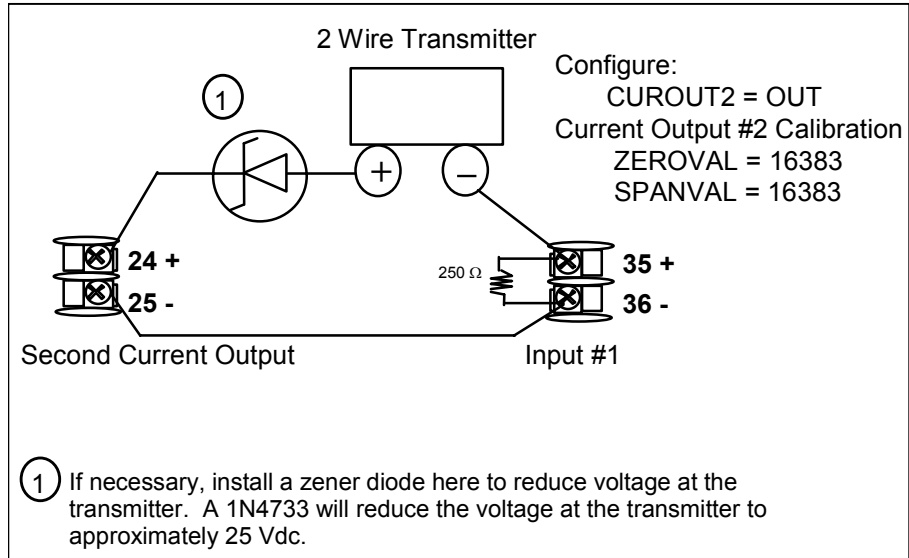 2 Wire Transmitter
Configure:
CUROUT2 = OUT
Current Output #2 Calibration
ZEROVAL = 16383
SPANVAL = 16383
1
+
–
24 +
25 -
250 Ω
35 +
36 -
Second Current Output
Input #1
1 If necessary, install a zener diode here to reduce voltage at the
transmitter. A 1N4733 will reduce the voltage at the transmitter to
approximately 25 Vdc.